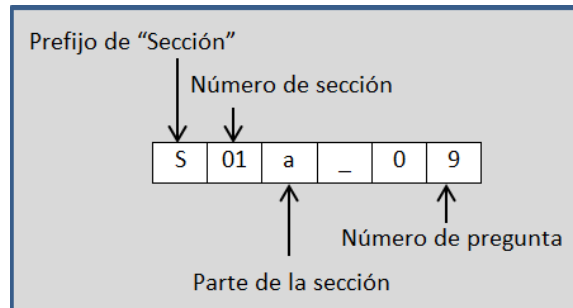 Prefijo de “Sección”
Número de sección
S 01 a _ 0 9
Número de pregunta
Parte de la sección